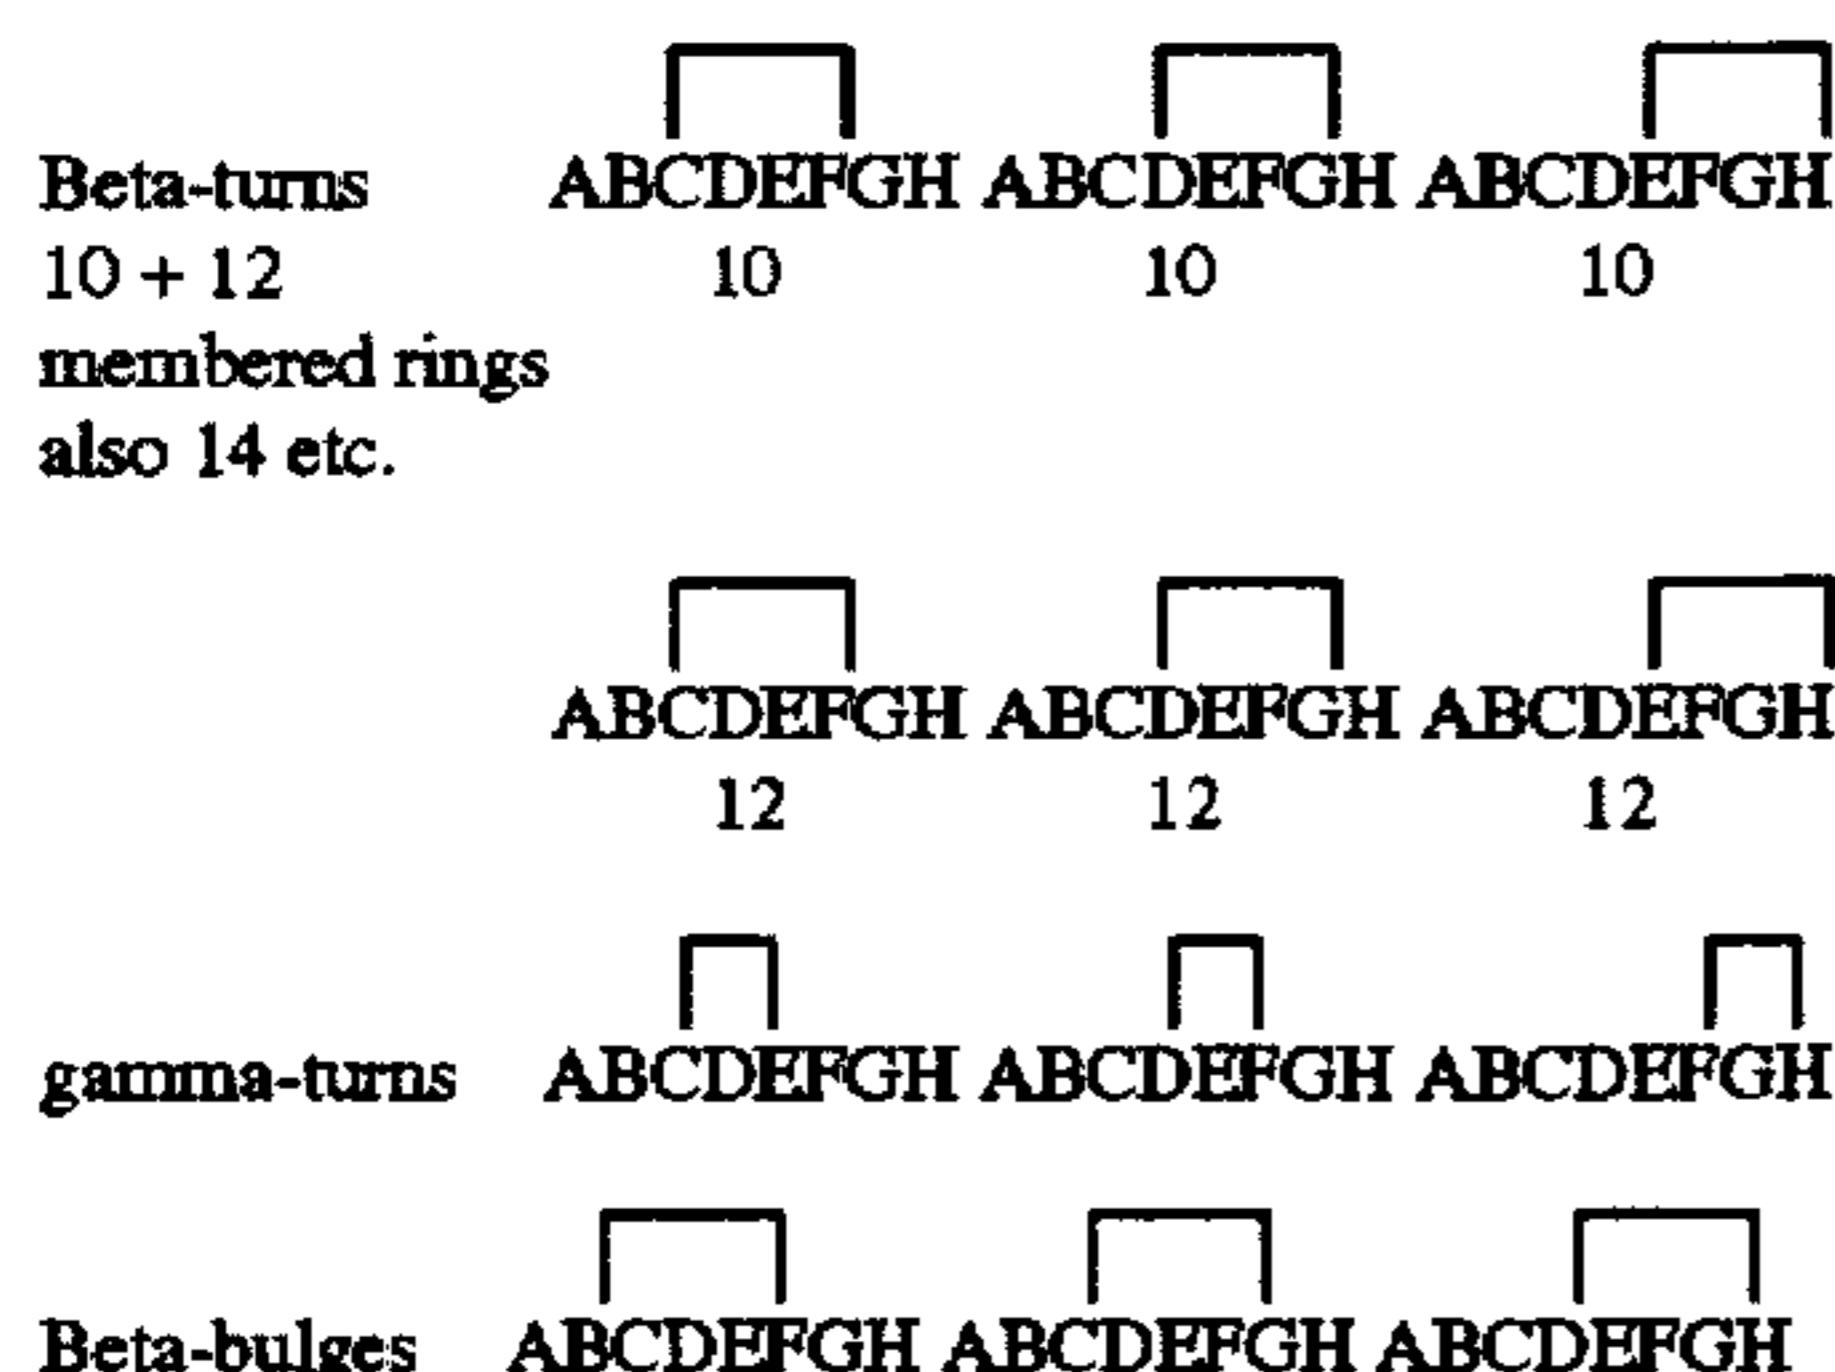 Beta-turns ABCDEFGH ABCDEFGH ABCDEFGH
10 + 12 10 10 10
membered rings
also 14 etc.
ABCDEFGH ABCDEFGH ABCDEFGH
12 12 12
gamma-turns ABCDEFGH ABCDEFGH ABCDEFGH
Beta-bulges ABCDEFGH ABCDEFGH ABCDEFGH